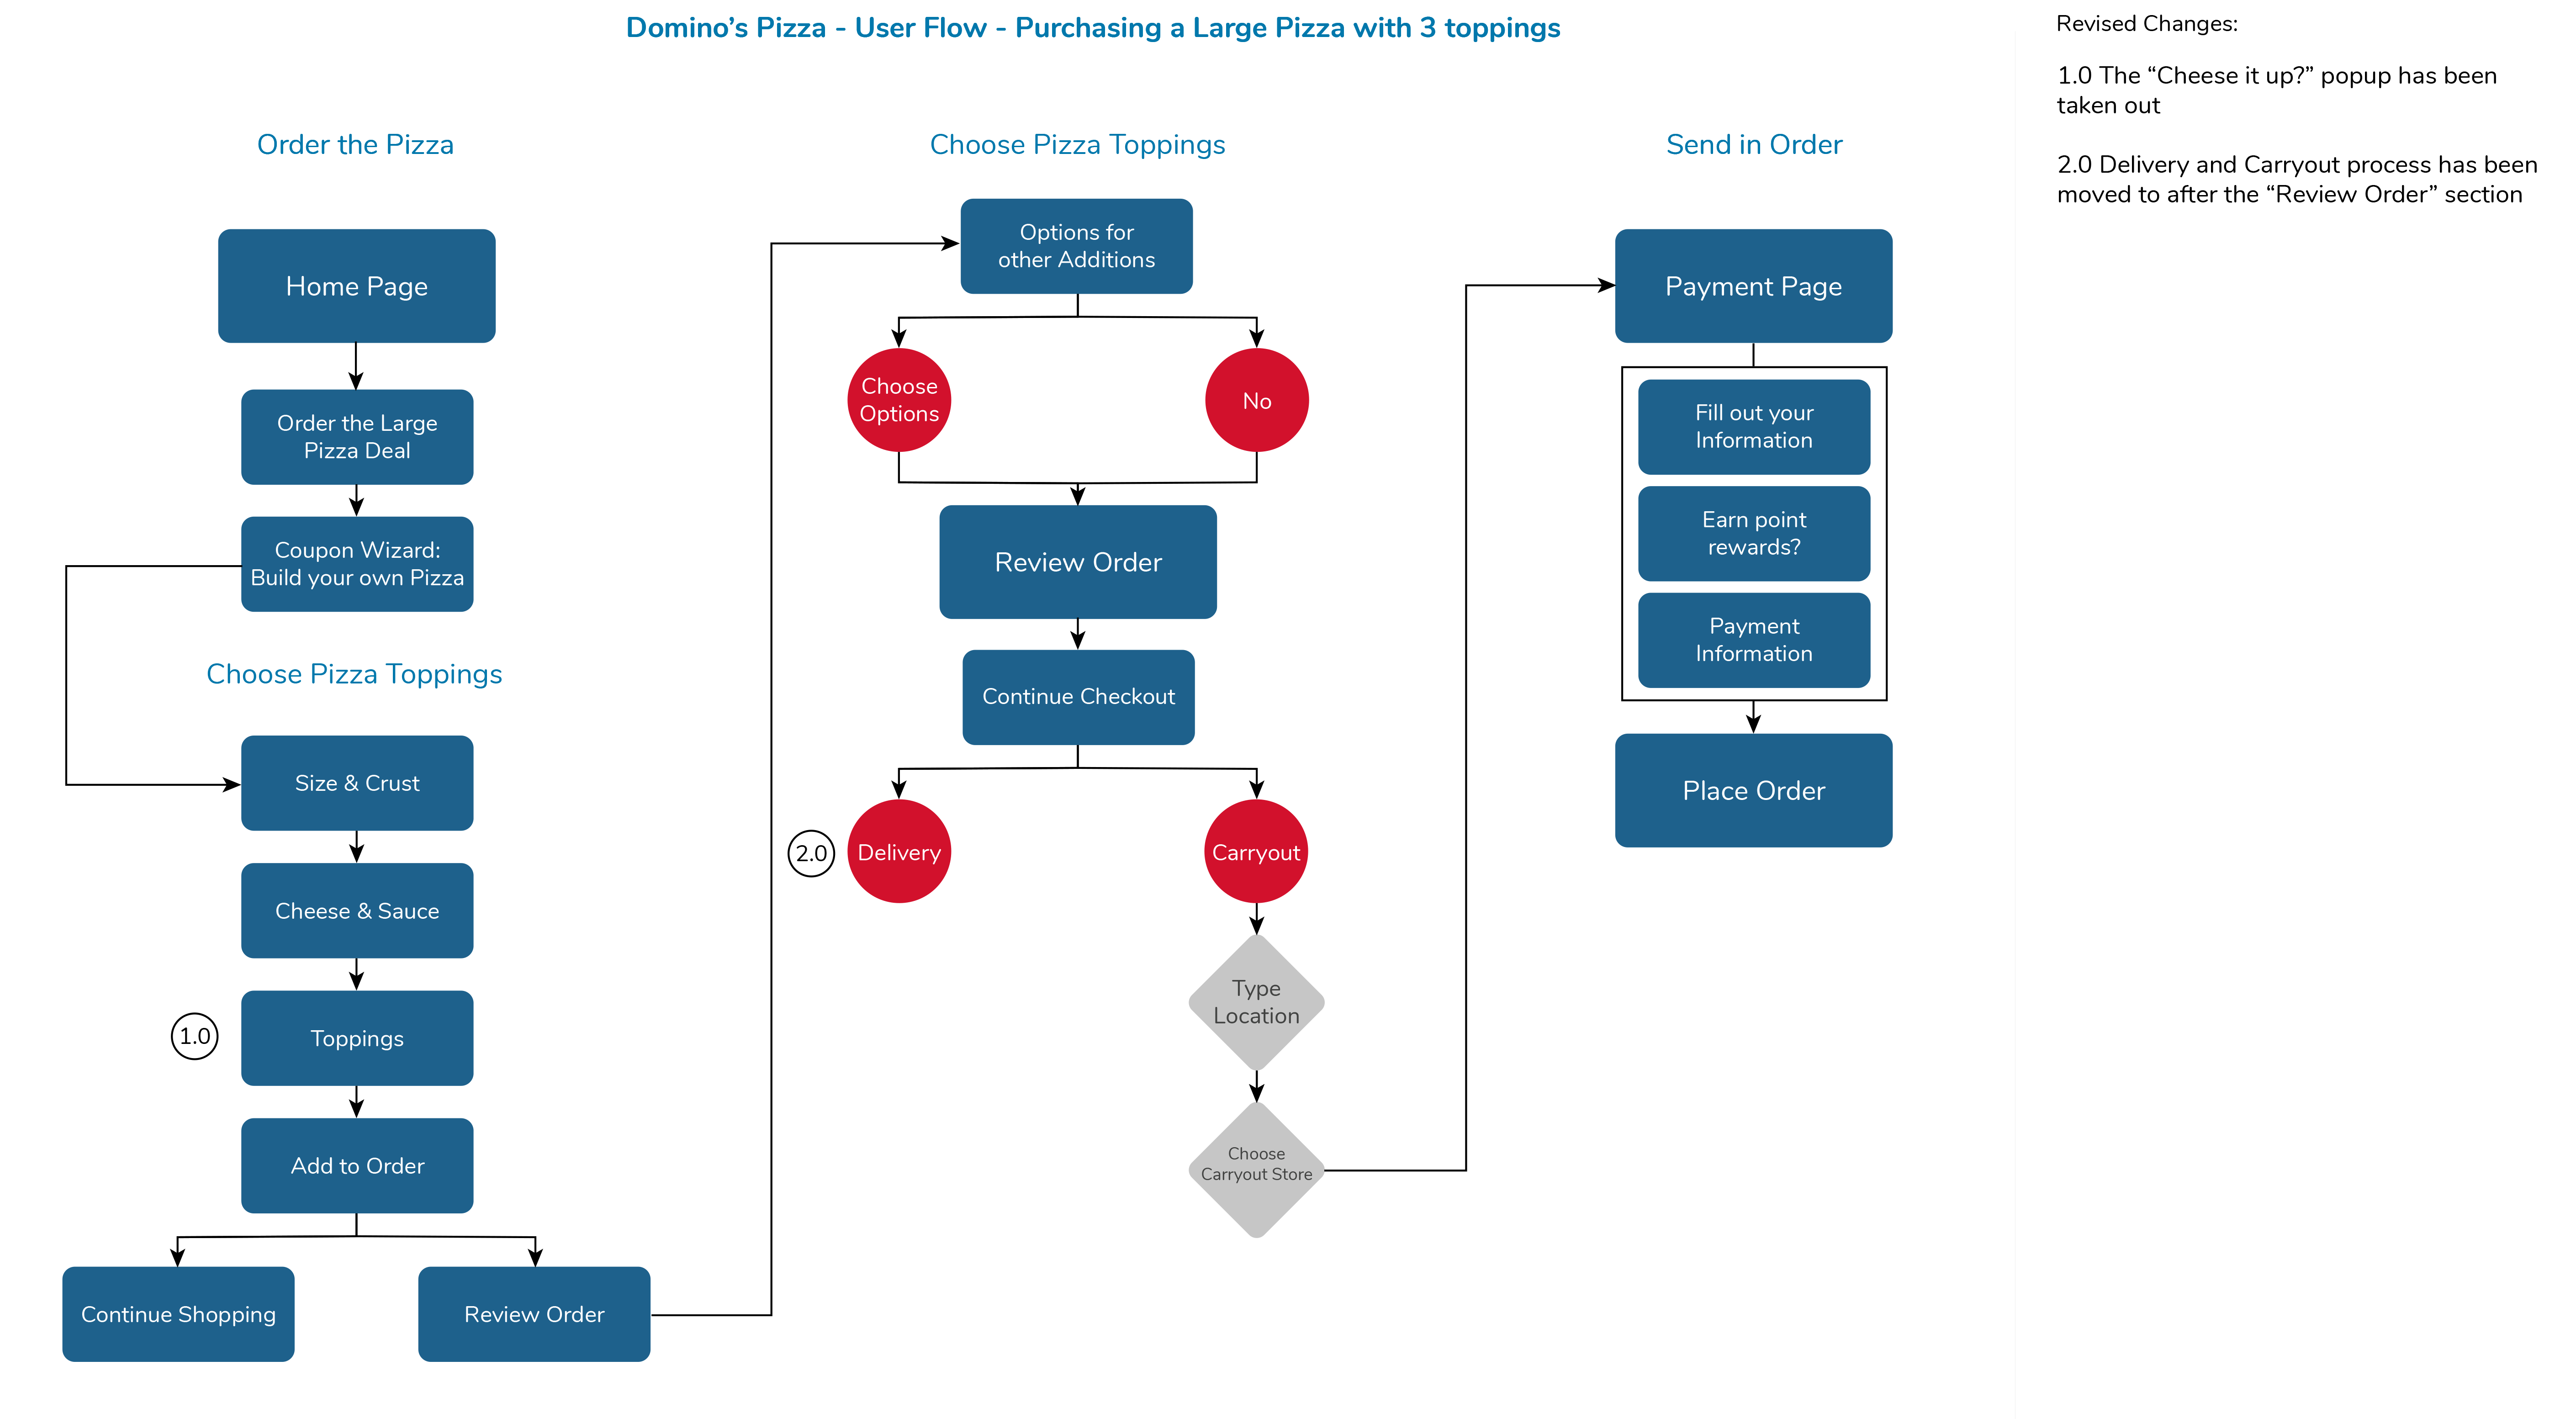 Domino’s Pizza - User Flow - Purchasing a Large Pizza with 3 toppings
Order the Pizza
Home Page
Order the Large
Pizza Deal
Coupon Wizard:
Build your own Pizza
Choose Pizza Toppings
Size & Crust
Cheese & Sauce
1.0
Toppings
Add to Order
Continue Shopping
Review Order
Choose Pizza Toppings
Options for
other Additions
Choose
Options
No
Review Order
Continue Checkout
2.0
Delivery
Carryout
Type
Location
Choose
Carryout Store
Send in Order
Payment Page
Fill out your
Information
Earn point
rewards?
Payment
Information
Place Order
Revised Changes:
1.0 The “Cheese it up?” popup has been
taken out
2.0 Delivery and Carryout process has been
moved to after the “Review Order” section